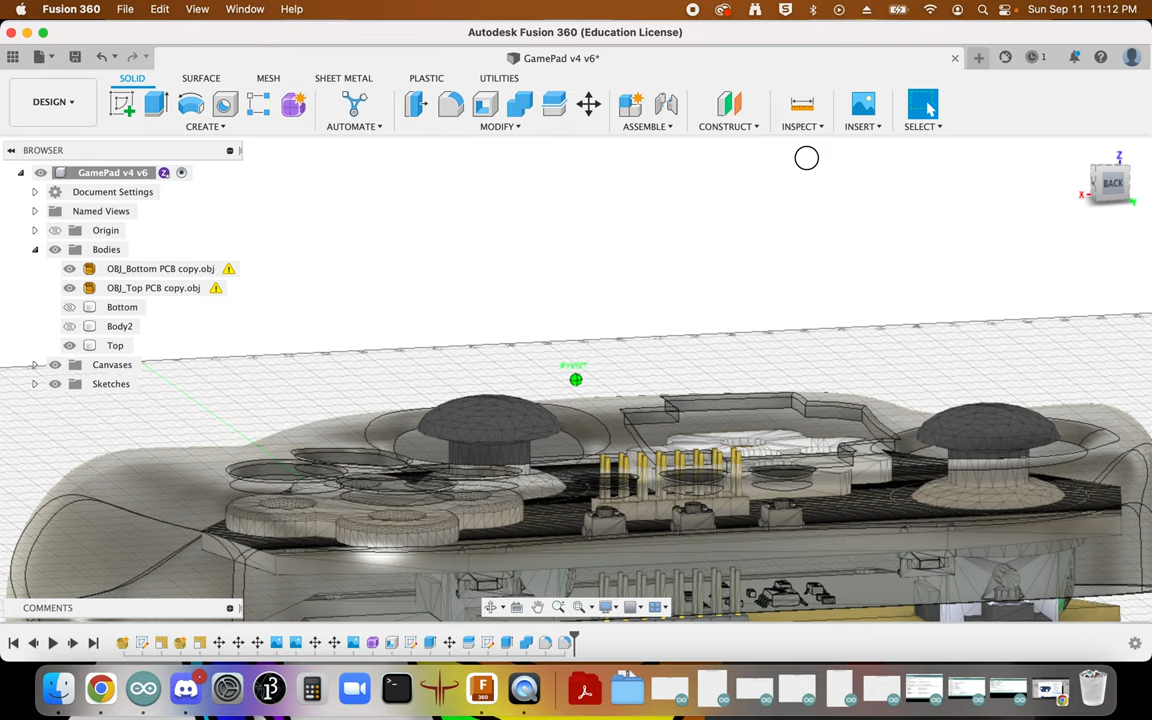 Fusion 360 File Edit View Window Help Sun Sep 11 11:12 PM
Autodesk Fusion 360 (Education License)
GamePad v4 v6* 1
DESIGN SOLID SURFACE MESH SHEET METAL PLASTIC UTILITIES
CREATE AUTOMATE MODIFY ASSEMBLE CONSTRUCT INSPECT INSERT SELECT
BROWSER
GamePad v4 v6
Document Settings
Named Views
Origin
Bodies
OBJ_Bottom PCB copy.obj
OBJ_Top PCB copy.obj
Bottom
Body2
Top
Canvases
Sketches
Z
BACK
X
COMMENTS